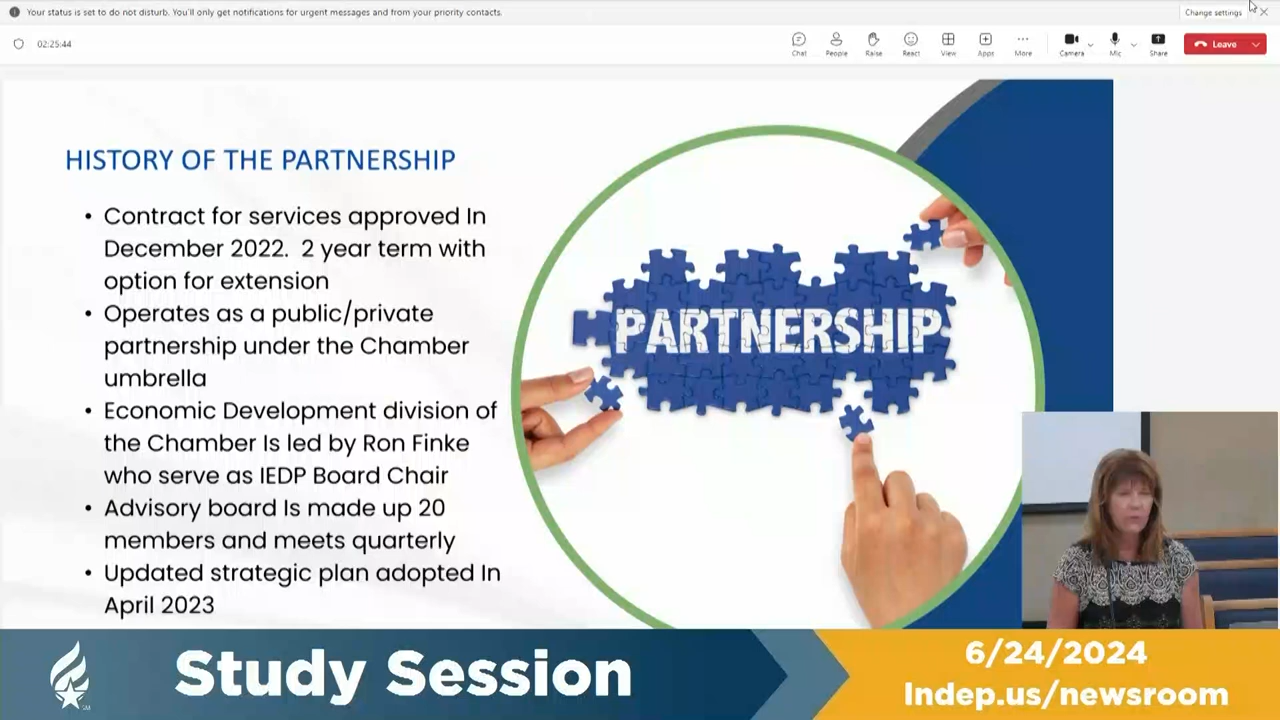 Your status is set to do not disturb. You'll only get notifications for urgent messages and from your priority contacts.
Change settings
02:25:44
Chat
People
Raise
React
View
Apps
More
Camera
Mic
Share
Leave
HISTORY OF THE PARTNERSHIP
• Contract for services approved In
December 2022. 2 year term with
option for extension
• Operates as a public/private
partnership under the Chamber
umbrella
• Economic Development division of
the Chamber Is led by Ron Finke
who serve as IEDP Board Chair
• Advisory board Is made up 20
members and meets quarterly
• Updated strategic plan adopted In
April 2023
PARTNERSHIP
Study Session
6/24/2024
Indep.us/newsroom